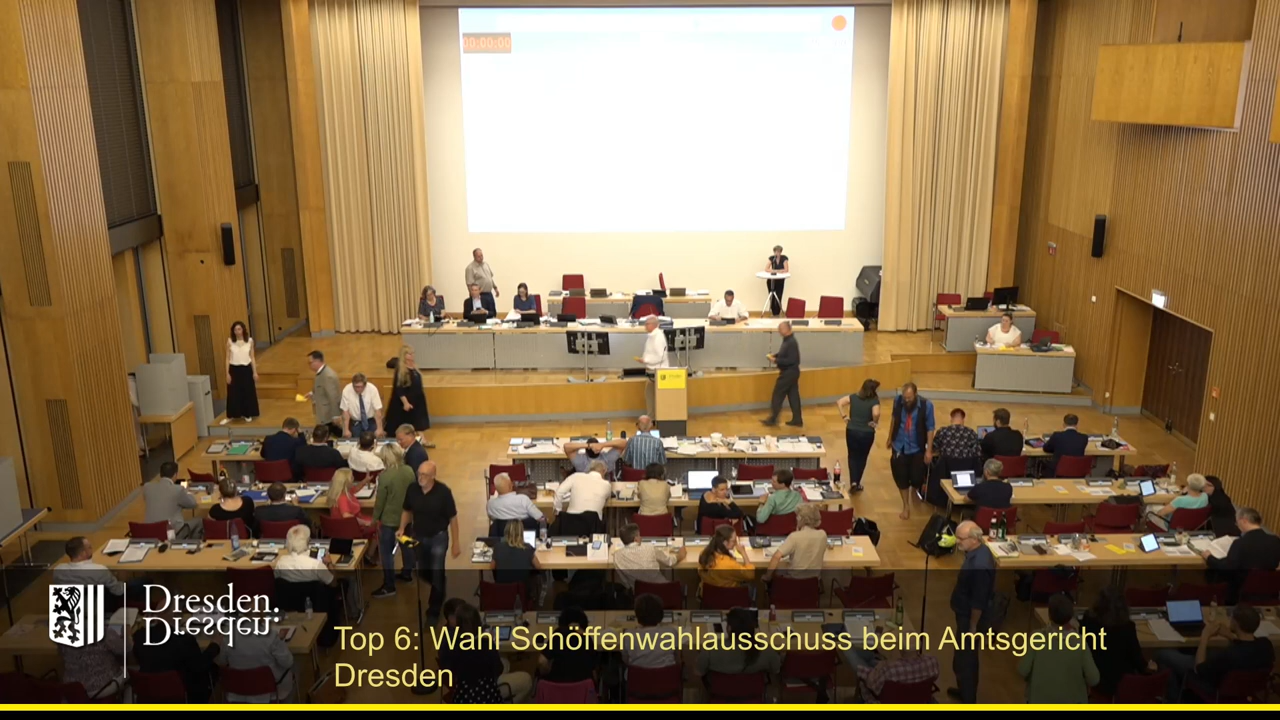 00:00:00
Dresden.
Dresden.
Top 6: Wahl Schöffenwahlausschuss beim Amtsgericht
Dresden